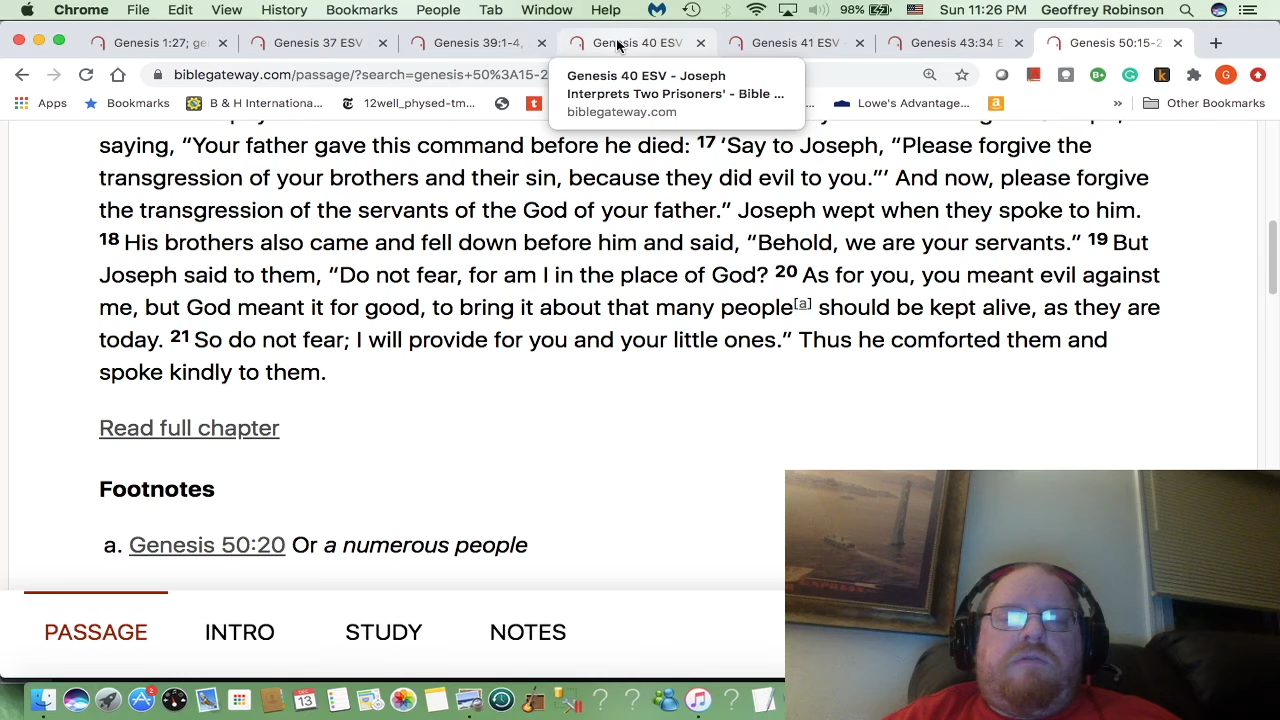 Chrome File Edit View History Bookmarks People Tab Window Help 98% Sun 11:26 PM Geoffrey Robinson
Genesis 1:27; ge Genesis 37 ESV Genesis 39:1-4, Genesis 40 ESV Genesis 41 ESV Genesis 43:34 E Genesis 50:15-2
biblegateway.com/passage/?search=genesis+50%3A15-2
Genesis 40 ESV - Joseph
Interprets Two Prisoners' - Bible ...
biblegateway.com
Apps Bookmarks B & H Internationa... 12well_physed-tm... Lowe's Advantage... » Other Bookmarks
saying, “Your father gave this command before he died: 17 ‘Say to Joseph, “Please forgive the
transgression of your brothers and their sin, because they did evil to you.”’ And now, please forgive
the transgression of the servants of the God of your father.” Joseph wept when they spoke to him.
18 His brothers also came and fell down before him and said, “Behold, we are your servants.” 19 But
Joseph said to them, “Do not fear, for am I in the place of God? 20 As for you, you meant evil against
me, but God meant it for good, to bring it about that many people[a] should be kept alive, as they are
today. 21 So do not fear; I will provide for you and your little ones.” Thus he comforted them and
spoke kindly to them.
Read full chapter
Footnotes
a. Genesis 50:20 Or a numerous people
PASSAGE INTRO STUDY NOTES